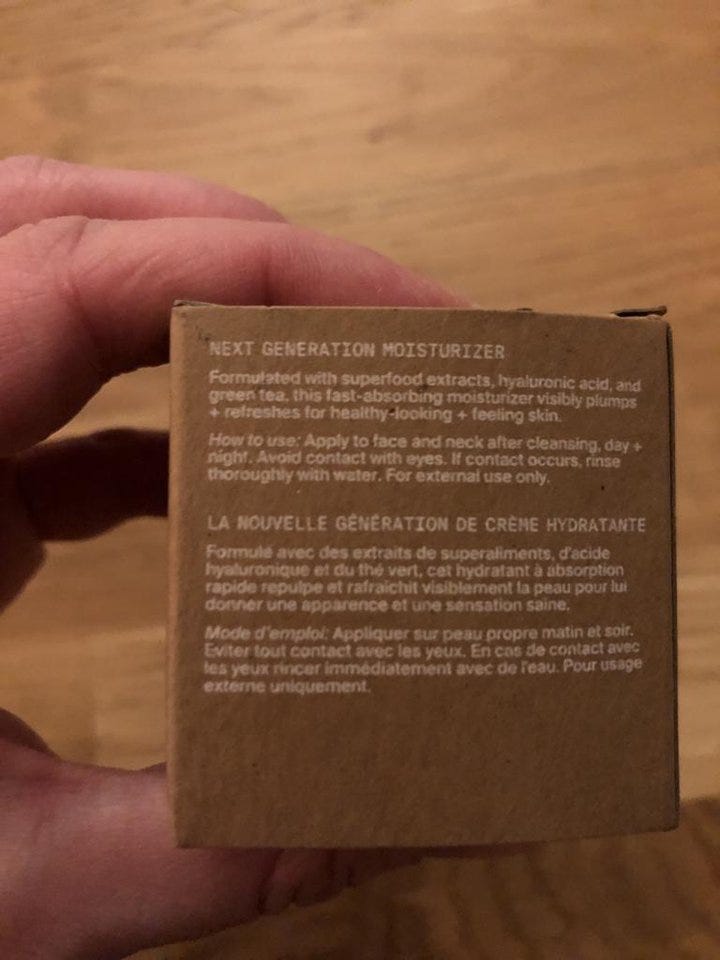 NEXT GENERATION MOISTURIZER
Formulated with superfood extracts, hyaluronic acid, and
green tea, this fast-absorbing moisturizer visibly plumps
+ refreshes for healthy-looking + feeling skin.
How to use: Apply to face and neck after cleansing, day +
night. Avoid contact with eyes. If contact occurs, rinse
thoroughly with water. For external use only.
LA NOUVELLE GÉNÉRATION DE CRÈME HYDRATANTE
Formulé avec des extraits de superaliments, d'acide
hyaluronique et du thé vert, cet hydratant à absorption
rapide repulpe et rafraichit visiblement la peau pour lui
donner une apparence et une sensation saine.
Mode d'emploi: Appliquer sur peau propre matin et soir.
Eviter tout contact avec les yeux. En cas de contact avec
les yeux rincer immédiatement avec de l'eau. Pour usage
externe uniquement.